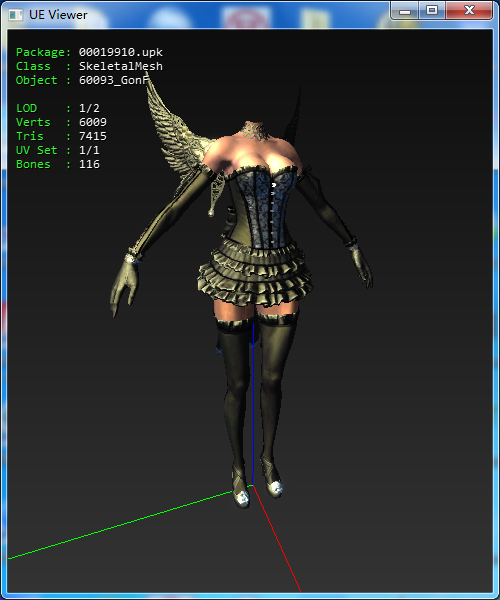 UE Viewer
Package: 00019910.upk
Class : SkeletalMesh
Object : 60093_GonF
LOD : 1/2
Verts : 6009
Tris : 7415
UV Set : 1/1
Bones : 116